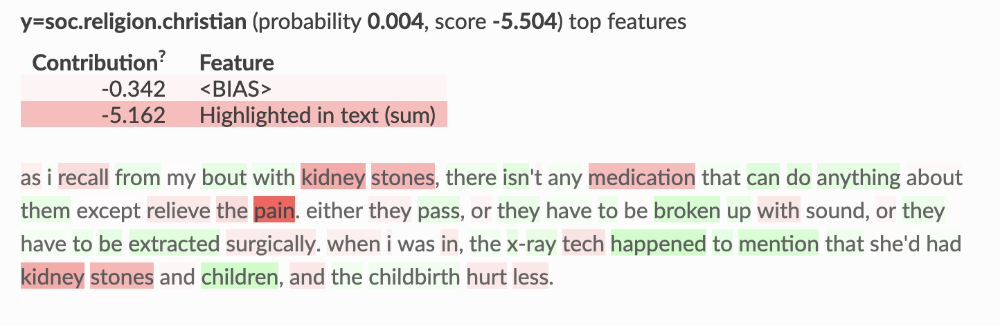 y=soc.religion.christian (probability 0.004, score -5.504) top features
Contribution? Feature
-0.342 <BIAS>
-5.162 Highlighted in text (sum)
as i recall from my bout with kidney stones, there isn't any medication that can do anything about
them except relieve the pain. either they pass, or they have to be broken up with sound, or they
have to be extracted surgically. when i was in, the x-ray tech happened to mention that she'd had
kidney stones and children, and the childbirth hurt less.